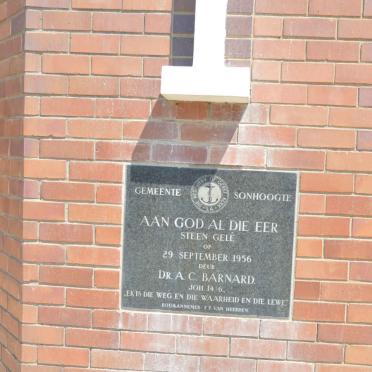 GEMEENTE SONHOOGTE
AAN GOD AL DIE EER
STEEN GELÊ
OP
29 SEPTEMBER 1956
DEUR
DR. A. C. BARNARD.
JOH 14:6.
„EK IS DIE WEG EN DIE WAARHEID EN DIE LEWE"
BOUKANNEMER F. P. VAN HEERDEN